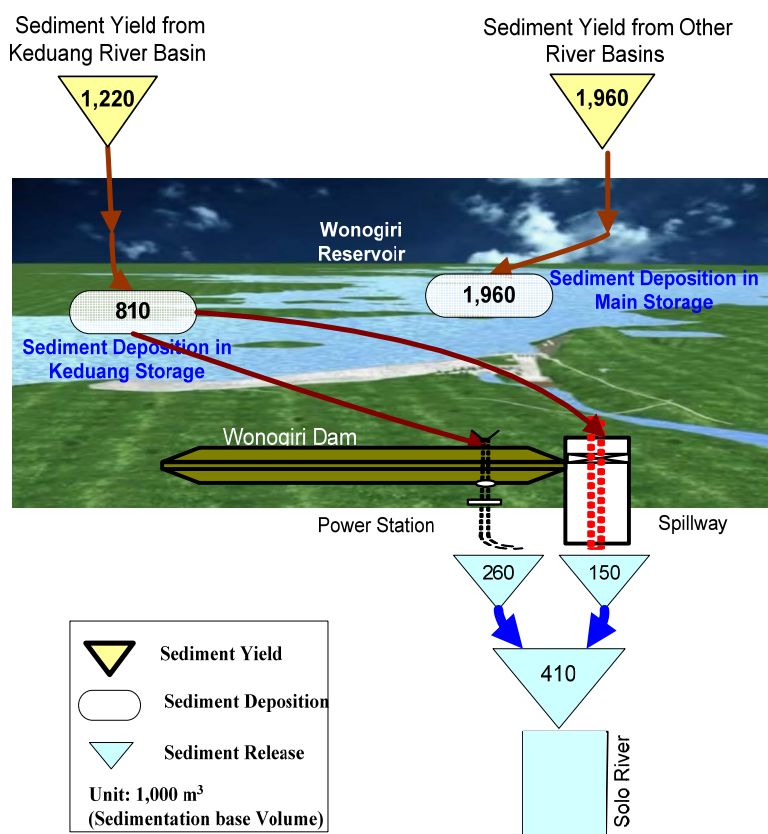 Sediment Yield from
Keduang River Basin
Sediment Yield from Other
River Basins
1,220
1,960
Wonogiri
Reservoir
810
1,960
Sediment Deposition in
Main Storage
Sediment Deposition in
Keduang Storage
Wonogiri Dam
Power Station
Spillway
260
150
410
Sediment Yield
Sediment Deposition
Sediment Release
Unit: 1,000 m³
(Sedimentation base Volume)
Solo River